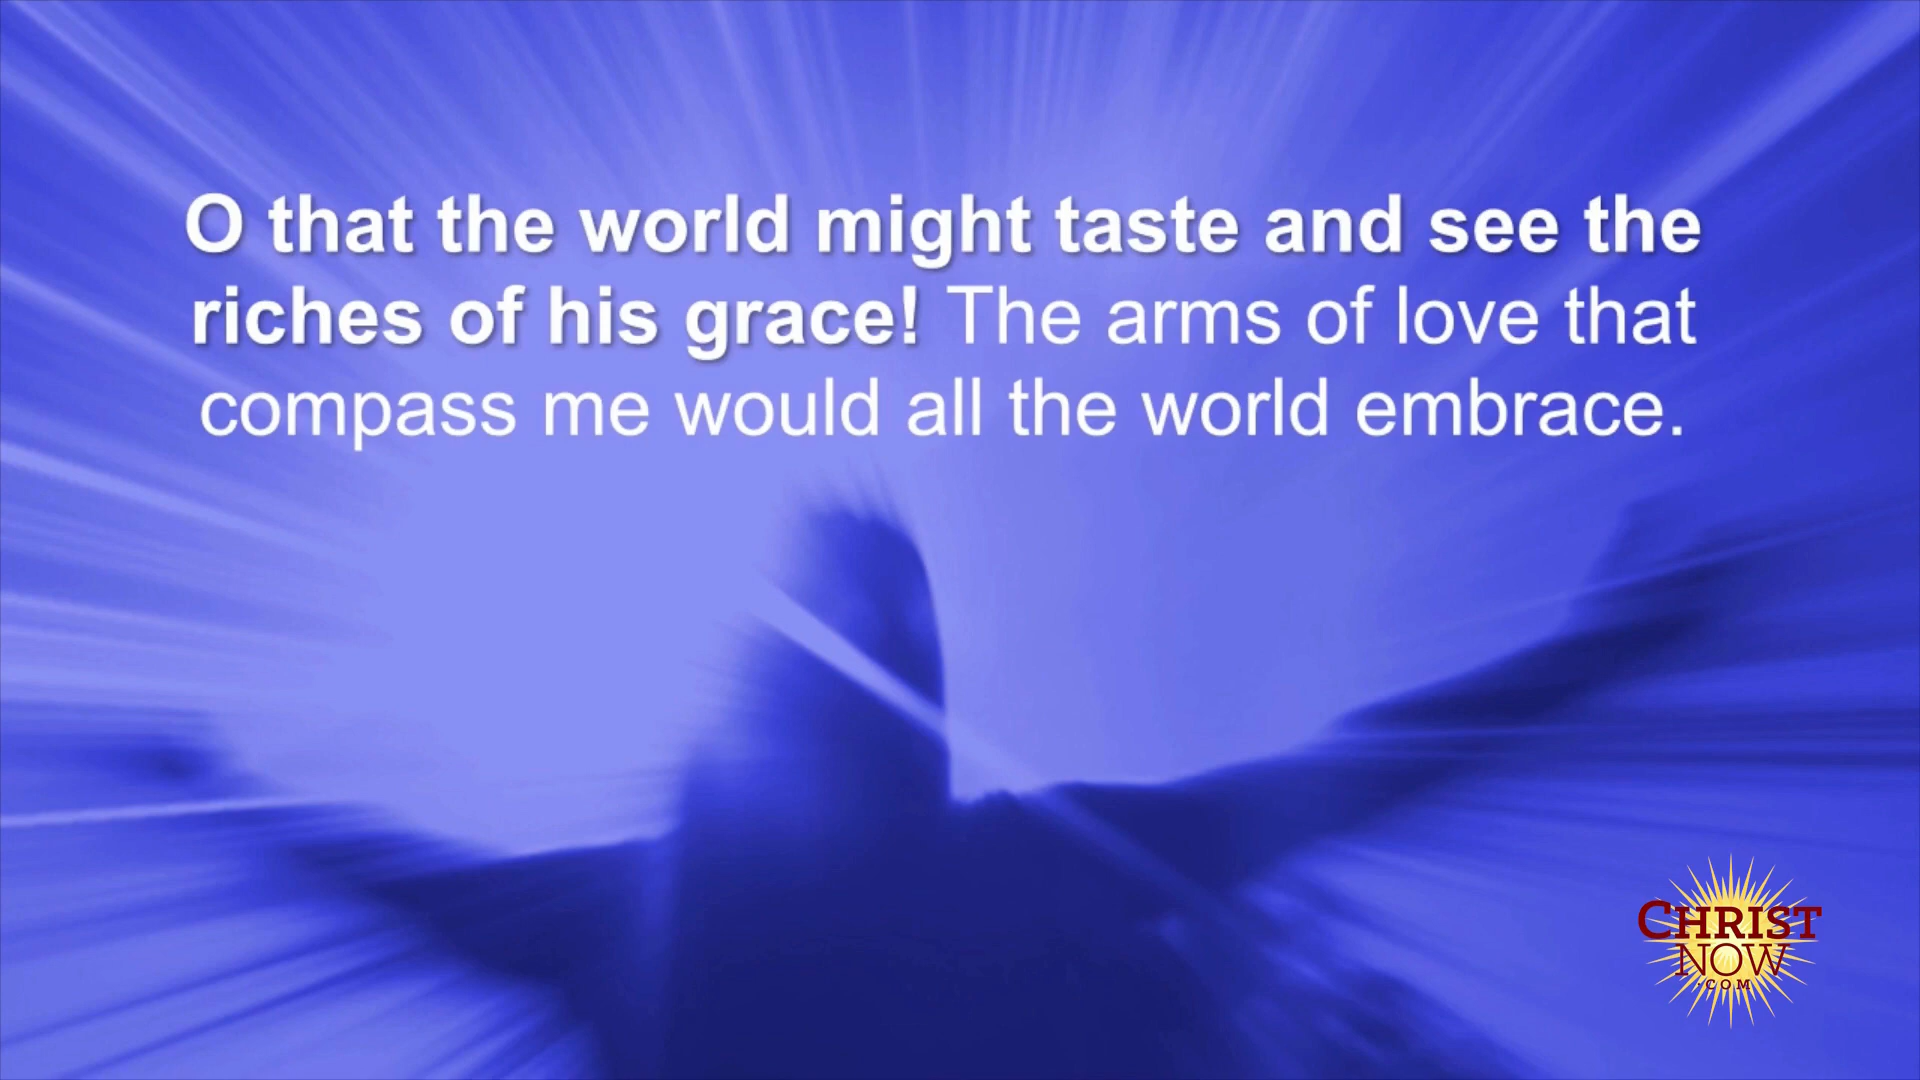 O that the world might taste and see the
riches of his grace! The arms of love that
compass me would all the world embrace.
CHRIST
NOW
.COM